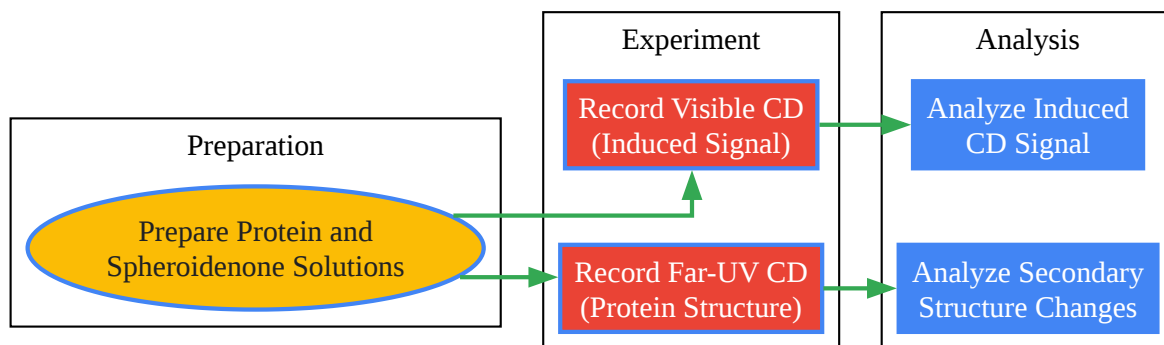 Preparation
Prepare Protein and
Spheroidenone Solutions
Experiment
Record Visible CD
(Induced Signal)
Record Far-UV CD
(Protein Structure)
Analysis
Analyze Induced
CD Signal
Analyze Secondary
Structure Changes